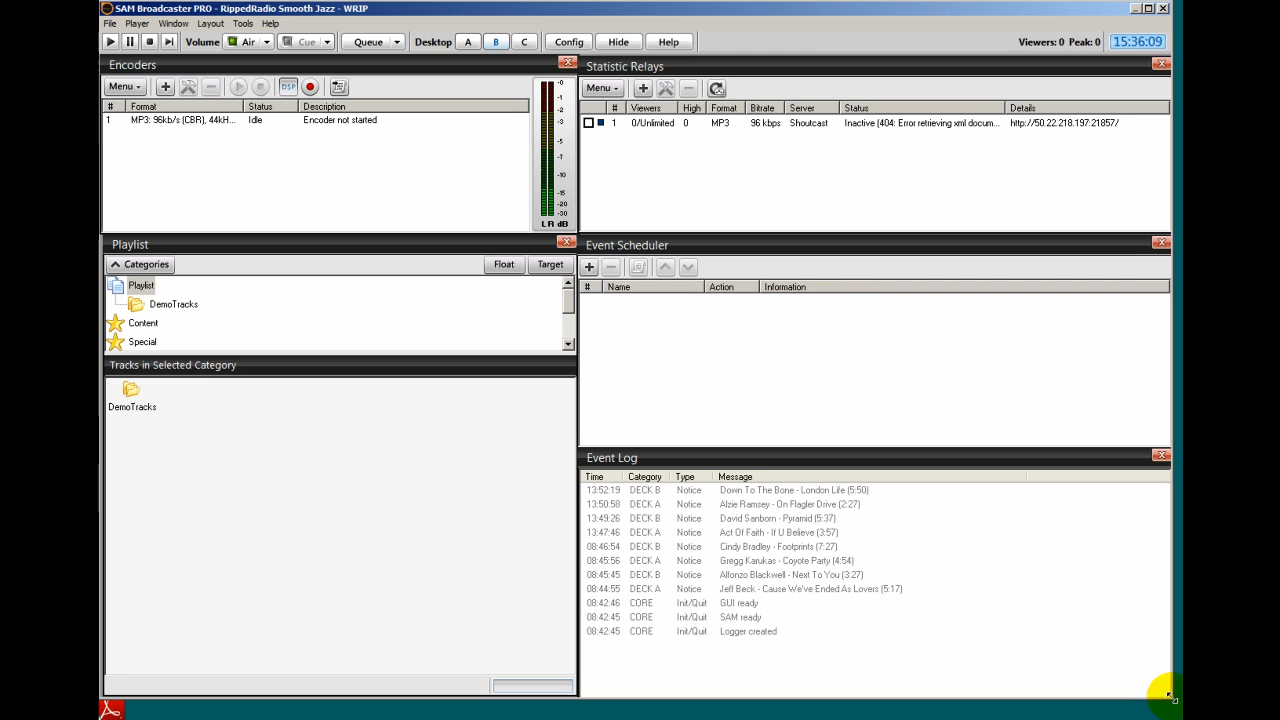 SAM Broadcaster PRO - RippedRadio Smooth Jazz - WRIP
File Player Window Layout Tools Help
Volume Air Cue Queue Desktop A B C Config Hide Help Viewers: 0 Peak: 0 15:36:09
Encoders
Menu DSP
# Format Status Description
1 MP3: 96kb/s (CBR), 44kH... Idle Encoder not started
-0
-1
-2
-3
-5
-7
-10
-15
-20
-30
L R dB
Statistic Relays
Menu
# Viewers High Format Bitrate Server Status Details
1 0/Unlimited 0 MP3 96 kbps Shoutcast Inactive (404: Error retrieving xml docum... http://50.22.218.197:21857/
Playlist
Categories Float Target
Playlist
DemoTracks
Content
Special
Tracks in Selected Category
DemoTracks
Event Scheduler
# Name Action Information
Event Log
Time Category Type Message
13:52:19 DECK B Notice Down To The Bone - London Life (5:50)
13:50:58 DECK A Notice Alzie Ramsey - On Flagler Drive (2:27)
13:49:26 DECK B Notice David Sanborn - Pyramid (5:37)
13:47:46 DECK A Notice Act Of Faith - If U Believe (3:57)
08:46:54 DECK B Notice Cindy Bradley - Footprints (7:27)
08:45:56 DECK A Notice Gregg Karukas - Coyote Party (4:54)
08:45:45 DECK B Notice Alfonzo Blackwell - Next To You (3:27)
08:44:55 DECK A Notice Jeff Beck - Cause We've Ended As Lovers (5:17)
08:42:46 CORE Init/Quit GUI ready
08:42:45 CORE Init/Quit SAM ready
08:42:45 CORE Init/Quit Logger created